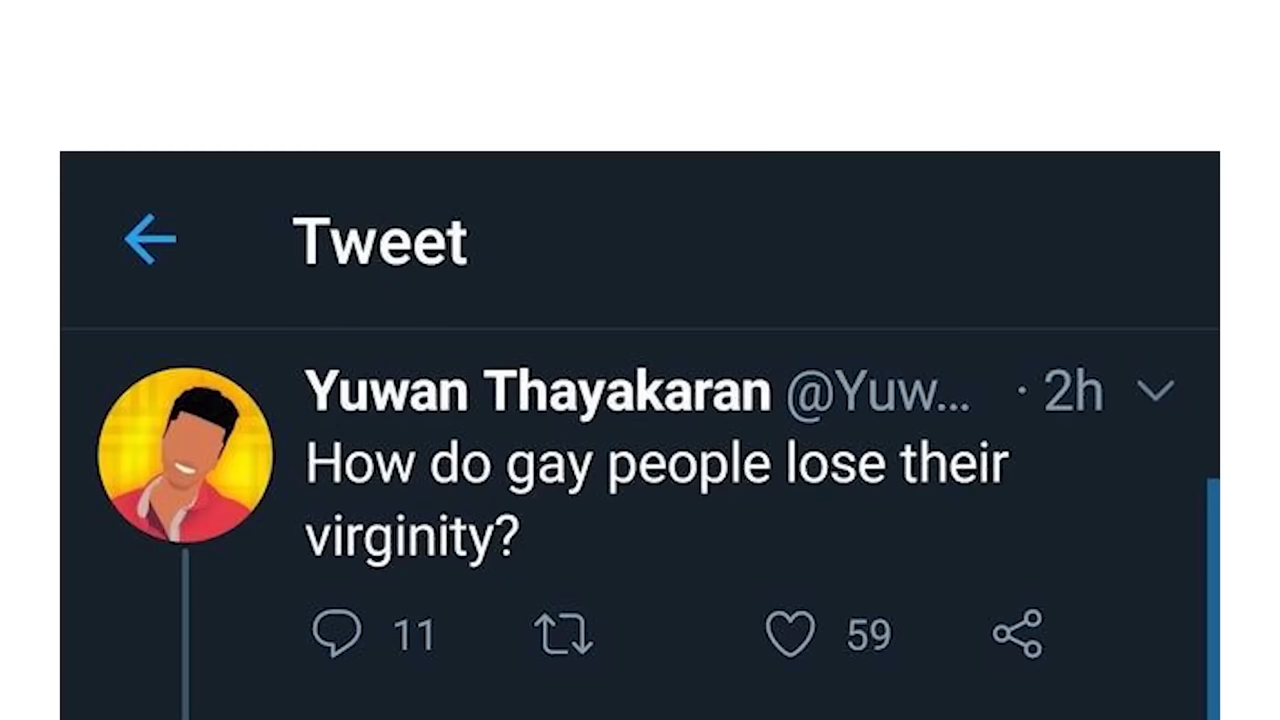 Tweet
Yuwan Thayakaran @Yuw... · 2h
How do gay people lose their
virginity?
11 59